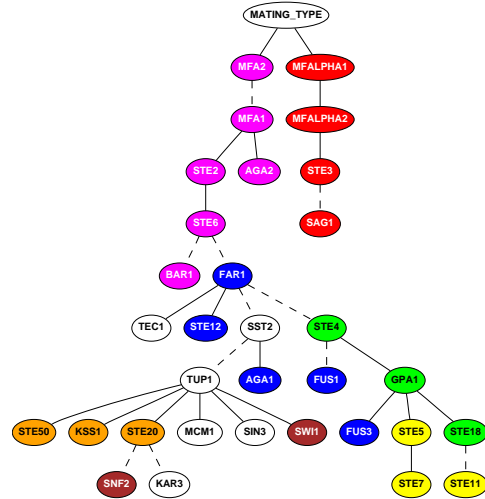 MATING_TYPE
MFA2 MFALPHA1
MFA1 MFALPHA2
STE2 AGA2 STE3
STE6 SAG1
BAR1 FAR1
TEC1 STE12 SST2 STE4
TUP1 AGA1 FUS1 GPA1
STE50 KSS1 STE20 MCM1 SIN3 SWI1 FUS3 STE5 STE18
SNF2 KAR3 STE7 STE11